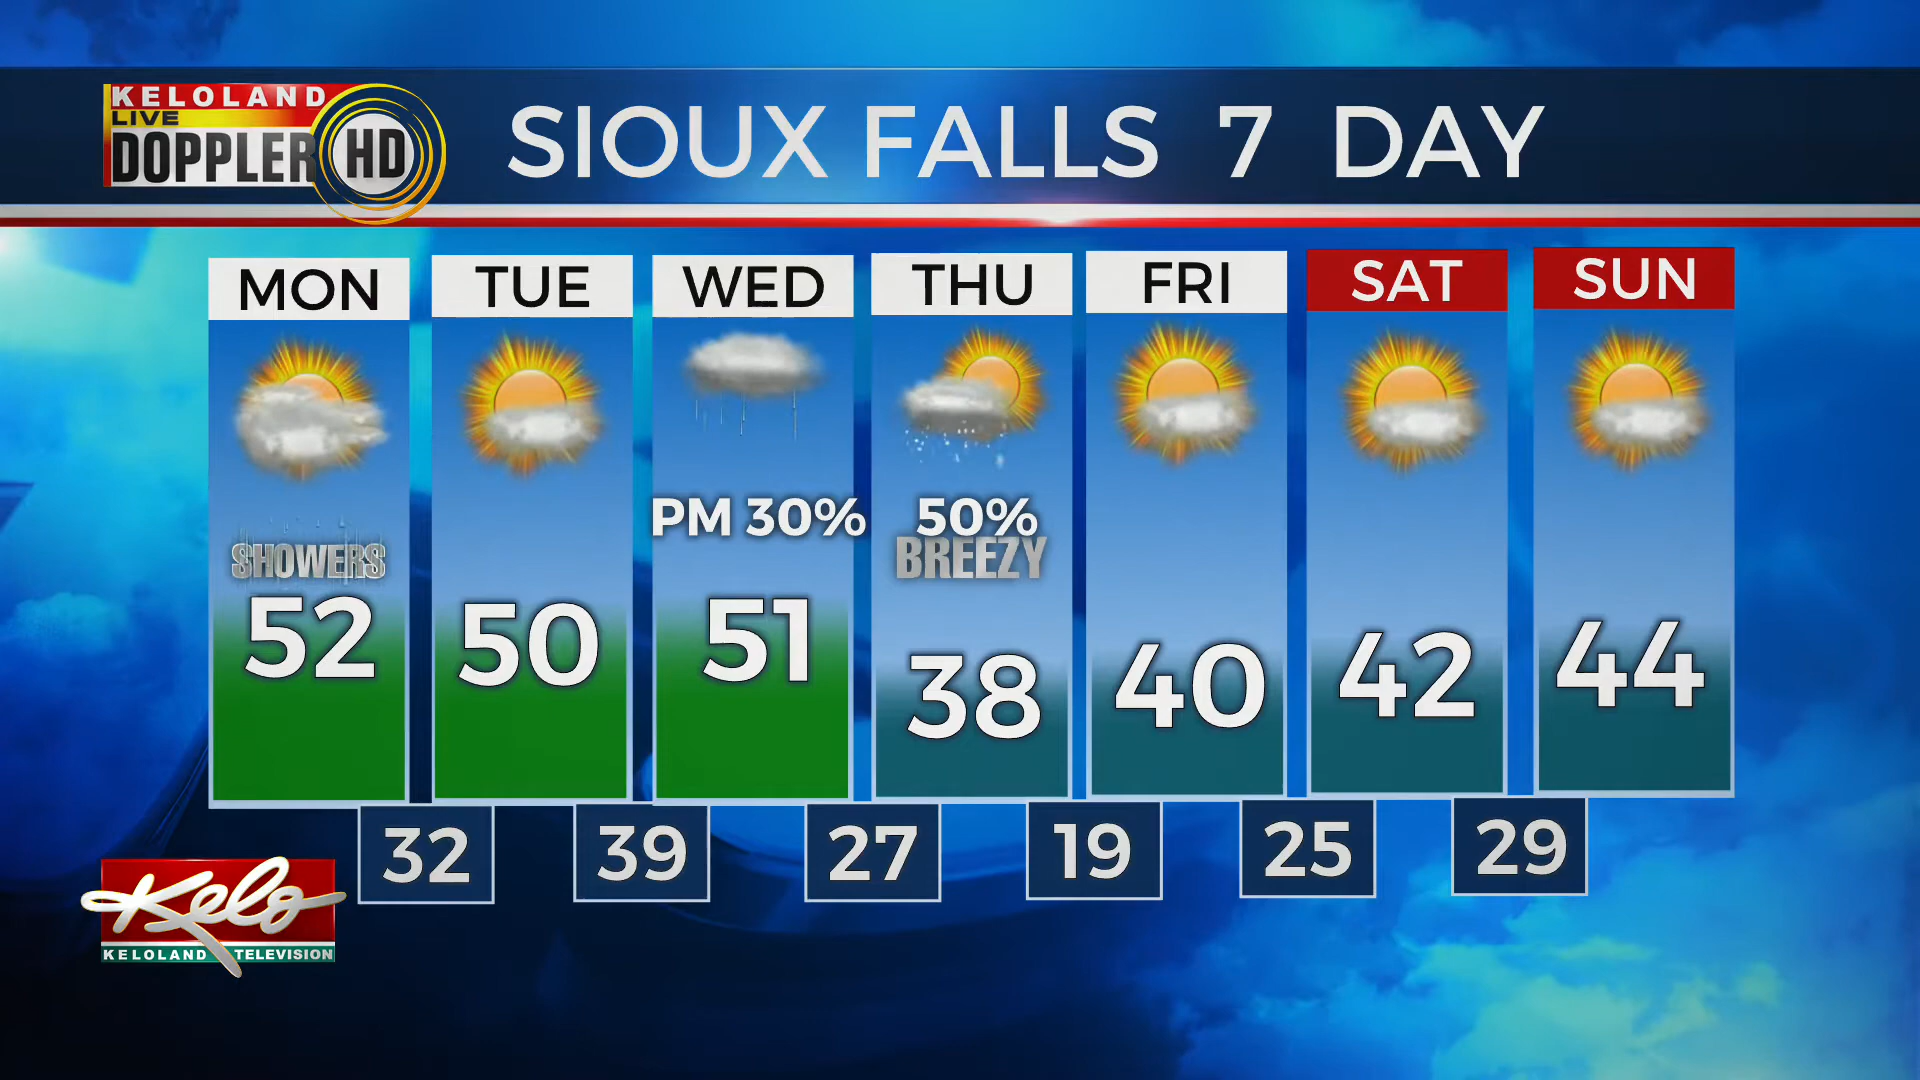 KELOLAND
LIVE
DOPPLER HD
SIOUX FALLS 7 DAY
MON TUE WED THU FRI SAT SUN
PM 30% 50%
SHOWERS BREEZY
52 50 51 38 40 42 44
32 39 27 19 25 29
Kelo
KELOLAND TELEVISION